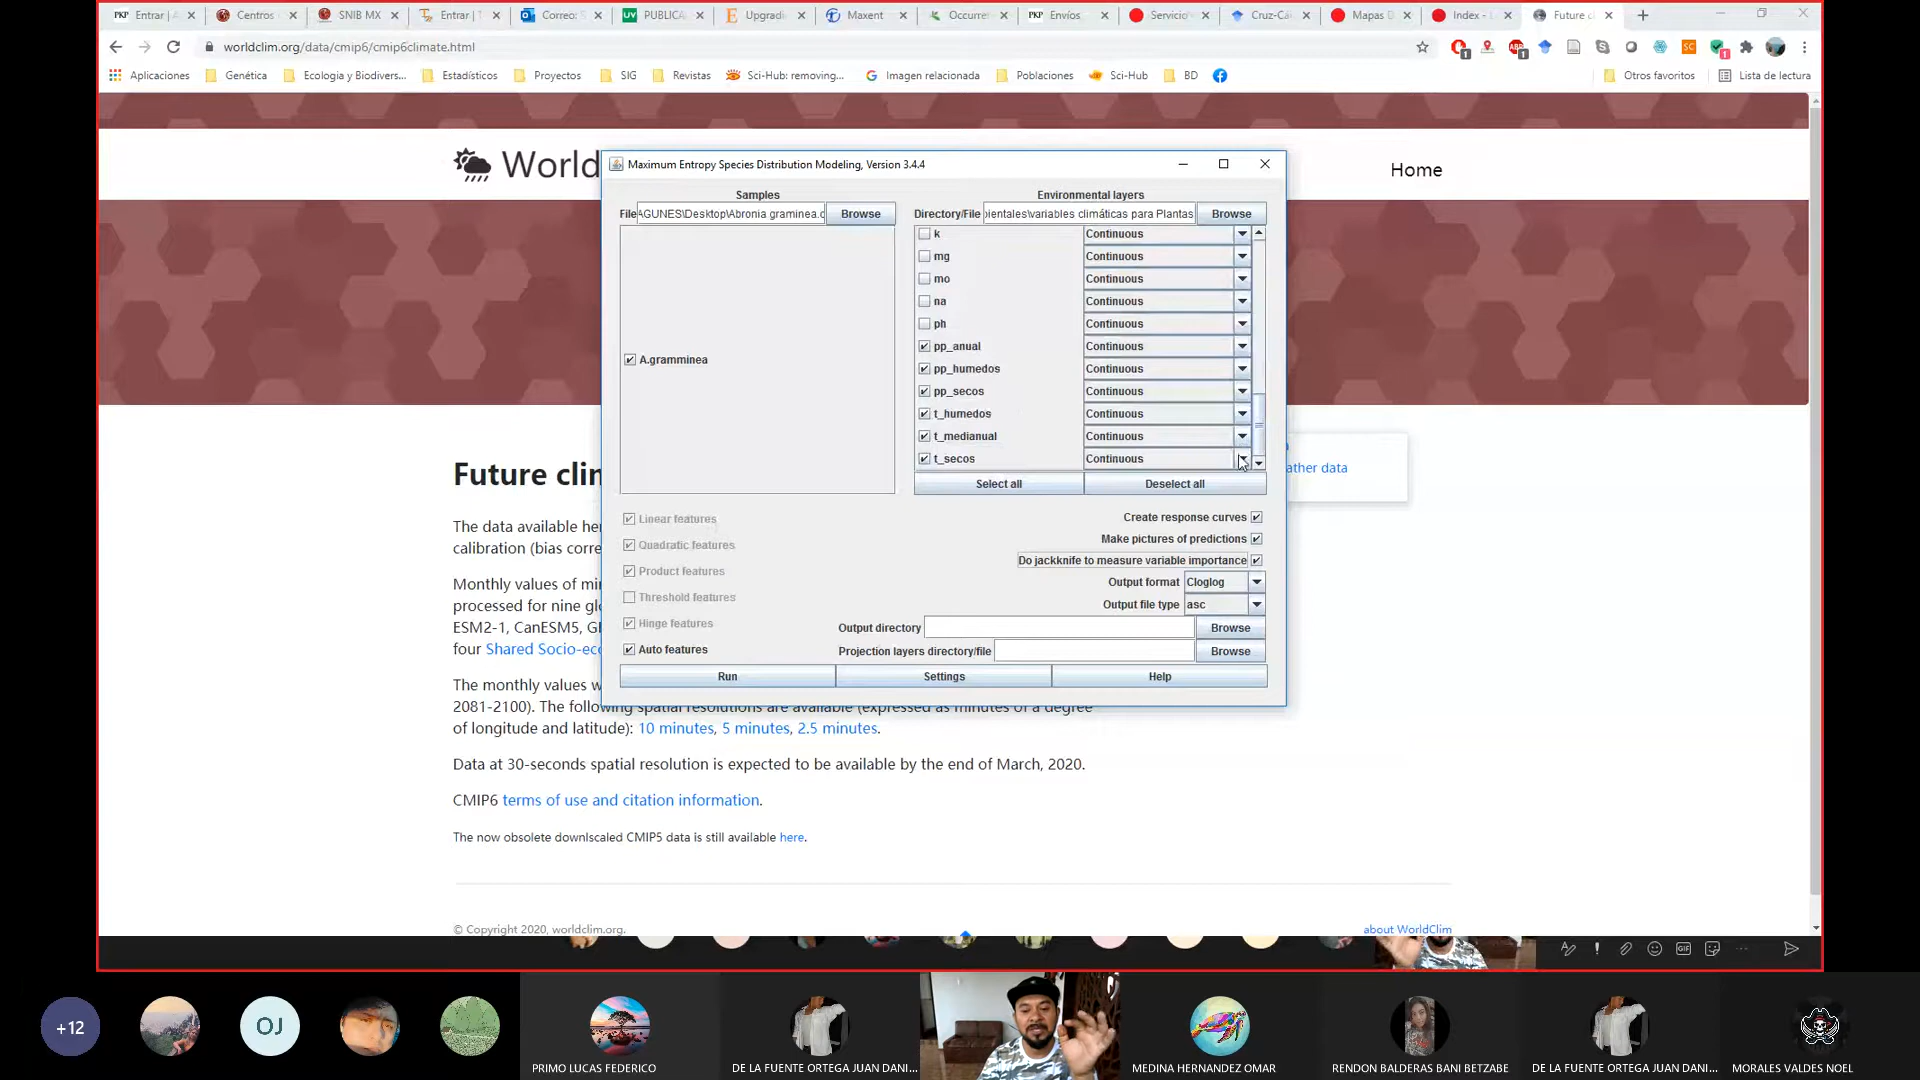 Entrar | A
Centros
SNIB MX
Entrar | T
Correo: S
PUBLICA
Upgradi
Maxent
Occurre
Envíos
Servicio
Cruz-Cá
Mapas D
Index -
Future c
worldclim.org/data/cmip6/cmip6climate.html
Aplicaciones
Genética
Ecologia y Biodivers...
Estadísticos
Proyectos
SIG
Revistas
Sci-Hub: removing...
Imagen relacionada
Poblaciones
Sci-Hub
BD
Otros favoritos
Lista de lectura
World
Home
Maximum Entropy Species Distribution Modeling, Version 3.4.4
Samples
Environmental layers
File
AGUNES\Desktop\Abronia graminea.c
Browse
Directory/File
bientales\variables climáticas para Plantas
Browse
A.gramminea
k Continuous
mg Continuous
mo Continuous
na Continuous
ph Continuous
pp_anual Continuous
pp_humedos Continuous
pp_secos Continuous
t_humedos Continuous
t_medianual Continuous
t_secos Continuous
Select all
Deselect all
Linear features
Quadratic features
Product features
Threshold features
Hinge features
Auto features
Create response curves
Make pictures of predictions
Do jackknife to measure variable importance
Output format Cloglog
Output file type asc
Output directory
Browse
Projection layers directory/file
Browse
Run
Settings
Help
Future clim
ather data
The data available he
calibration (bias corre
Monthly values of mi
processed for nine gl
ESM2-1, CanESM5, G
four Shared Socio-ec
The monthly values w
2081-2100). The following spatial resolutions are available (expressed as minutes of a degree
of longitude and latitude): 10 minutes, 5 minutes, 2.5 minutes.
Data at 30-seconds spatial resolution is expected to be available by the end of March, 2020.
CMIP6 terms of use and citation information.
The now obsolete downlscaled CMIP5 data is still available here.
© Copyright 2020, worldclim.org.
about WorldClim
+12
OJ
PRIMO LUCAS FEDERICO
DE LA FUENTE ORTEGA JUAN DANI...
MEDINA HERNANDEZ OMAR
RENDON BALDERAS BANI BETZABE
DE LA FUENTE ORTEGA JUAN DANI...
MORALES VALDES NOEL